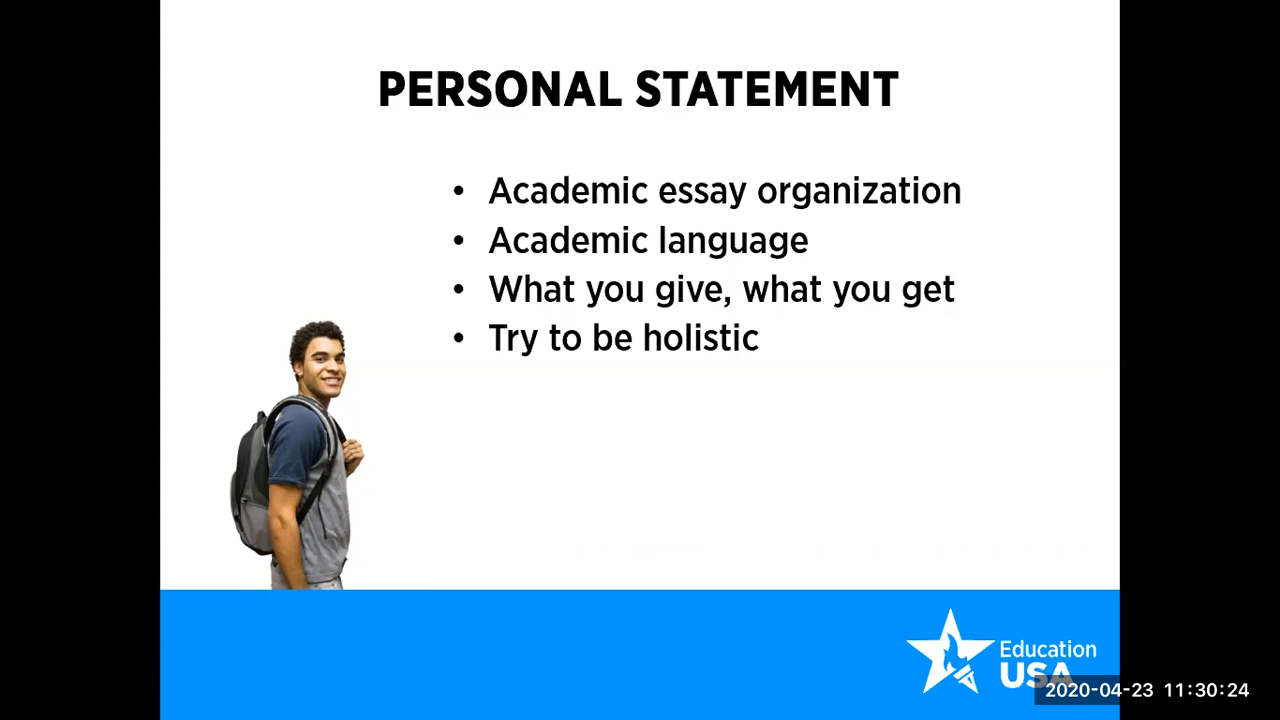 PERSONAL STATEMENT
• Academic essay organization
• Academic language
• What you give, what you get
• Try to be holistic
Education
USA
2020-04-23 11:30:24